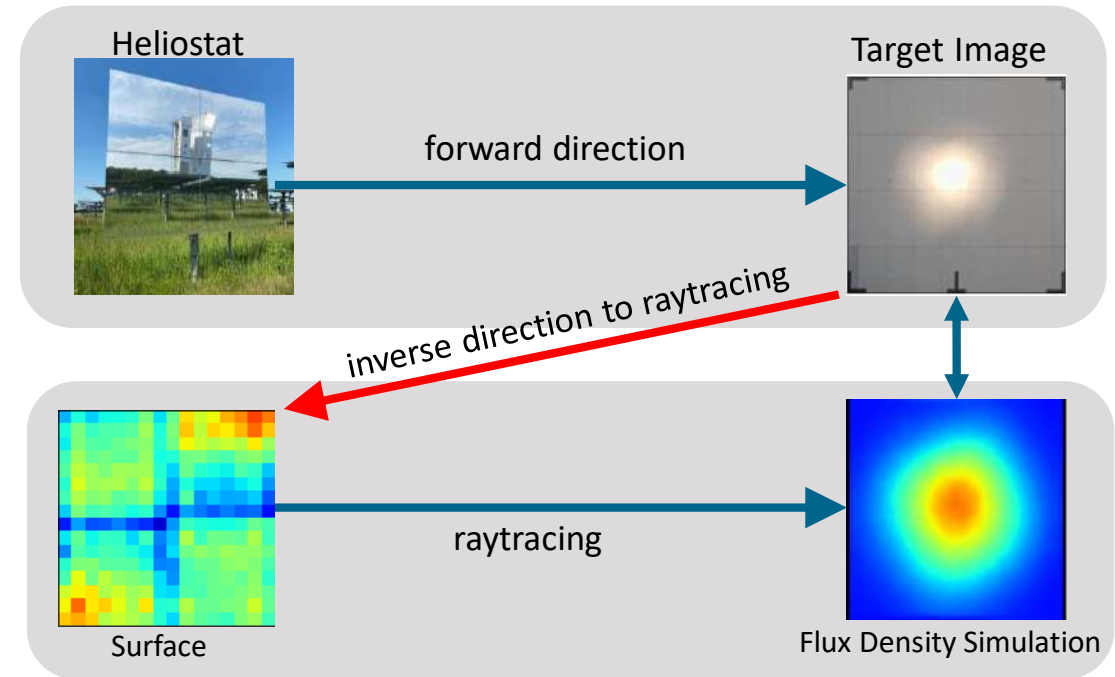 Heliostat
Target Image
forward direction
inverse direction to raytracing
raytracing
Surface
Flux Density Simulation